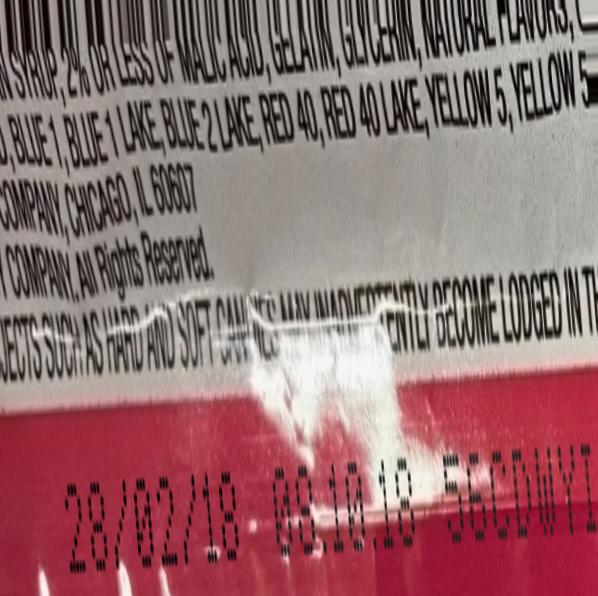 SYRUP, 2% OR LESS OF MALIC ACID, GELATIN, GLYCERIN, NATURAL FLAVORS,
BLUE 1, BLUE 1 LAKE, BLUE 2 LAKE, RED 40, RED 40 LAKE, YELLOW 5, YELLOW 5
COMPANY, CHICAGO, IL 60607
COMPANY, All Rights Reserved.
JECTS SUCH AS HARD AND SOFT CANDIES MAY INADVERTENTLY BECOME LODGED IN TH
28/02/18 08.10.18 56CDWYI